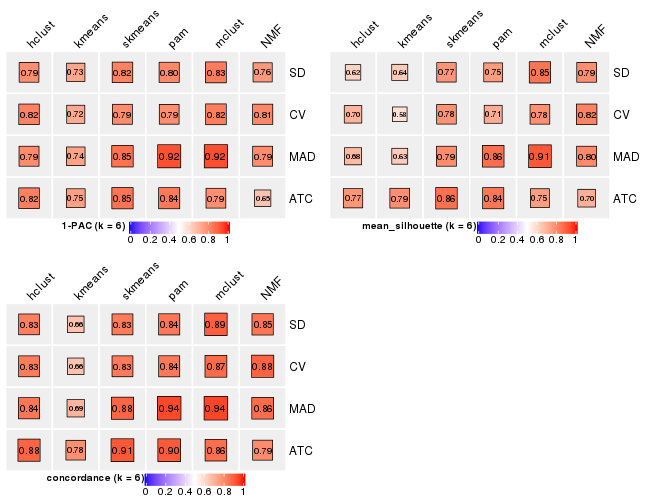 hclust kmeans skmeans pam mclust NMF
0.79 0.73 0.82 0.80 0.83 0.76 SD
0.82 0.72 0.79 0.79 0.82 0.81 CV
0.79 0.74 0.85 0.92 0.92 0.79 MAD
0.82 0.75 0.85 0.84 0.79 0.65 ATC
1-PAC (k = 6)
0 0.2 0.4 0.6 0.8 1
hclust kmeans skmeans pam mclust NMF
0.62 0.64 0.77 0.75 0.85 0.79 SD
0.70 0.58 0.78 0.71 0.78 0.82 CV
0.68 0.63 0.79 0.86 0.91 0.80 MAD
0.77 0.79 0.86 0.84 0.75 0.70 ATC
mean_silhouette (k = 6)
0 0.2 0.4 0.6 0.8 1
hclust kmeans skmeans pam mclust NMF
0.83 0.66 0.83 0.84 0.89 0.85 SD
0.83 0.66 0.83 0.84 0.87 0.88 CV
0.84 0.69 0.88 0.94 0.94 0.86 MAD
0.88 0.78 0.91 0.90 0.86 0.79 ATC
concordance (k = 6)
0 0.2 0.4 0.6 0.8 1